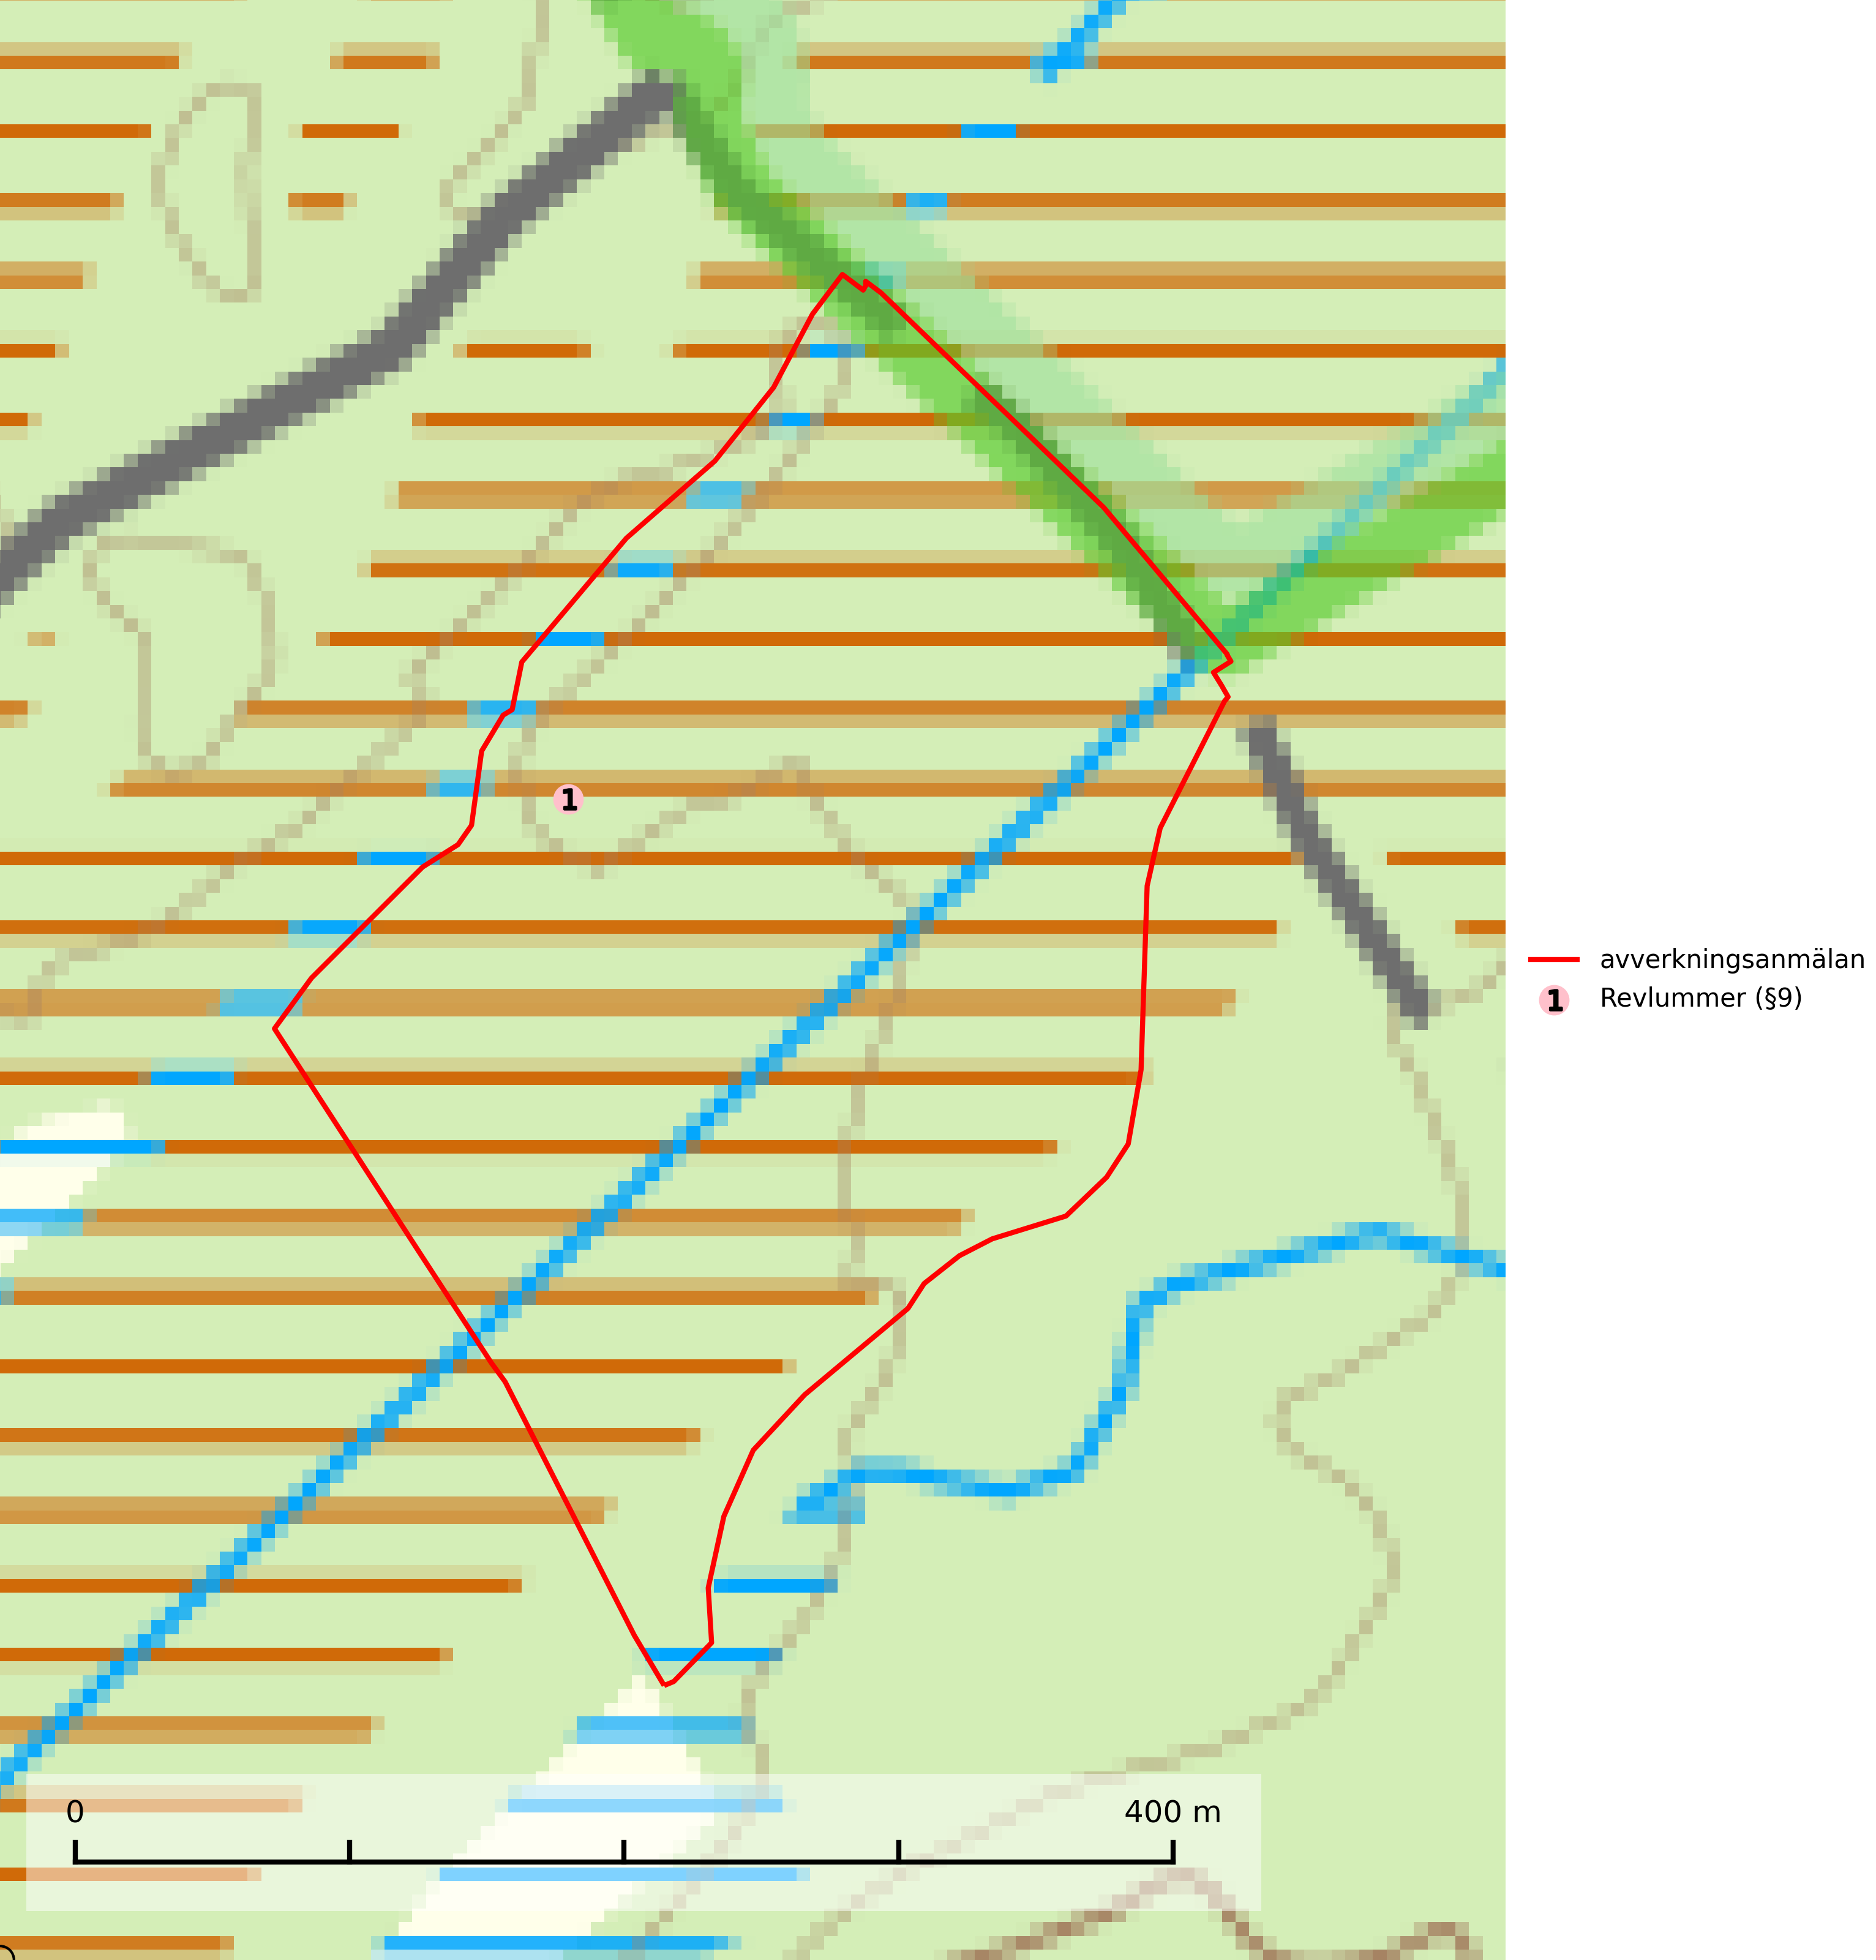 1
avverkningsanmälan
1 Revlummer (§9)
0 400 m